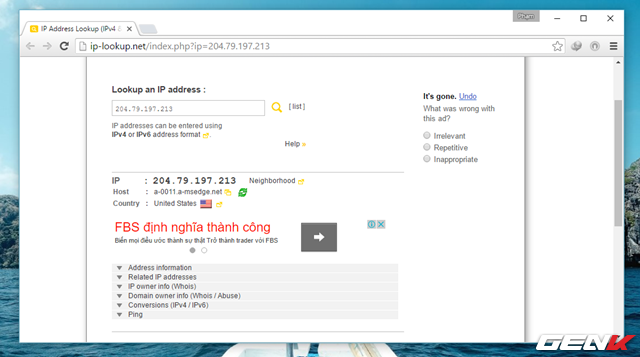 Pham
IP Address Lookup (IPv4 &
ip-lookup.net/index.php?ip=204.79.197.213
Lookup an IP address :
204.79.197.213
[ list ]
IP addresses can be entered using
IPv4 or IPv6 address format
Help »
It's gone. Undo
What was wrong with
this ad?
Irrelevant
Repetitive
Inappropriate
IP : 204.79.197.213 Neighborhood
Host : a-0011.a-msedge.net
Country : United States
FBS định nghĩa thành công
Biến mọi điều ước thành sự thật Trở thành trader với FBS
Address information
Related IP addresses
IP owner info (Whois)
Domain owner info (Whois / Abuse)
Conversions (IPv4 / IPv6)
Ping
GENK